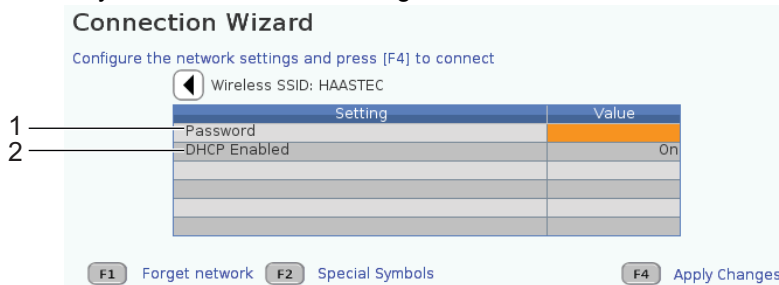 Connection Wizard
Configure the network settings and press [F4] to connect
Wireless SSID: HAASTEC
Setting Value
1 Password
2 DHCP Enabled On
F1 Forget network F2 Special Symbols F4 Apply Changes